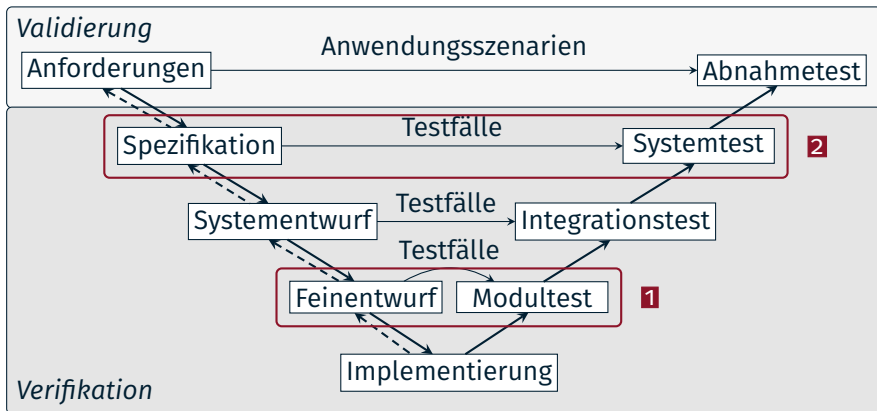 Validierung
Anwendungsszenarien
Anforderungen
Abnahmetest
Testfälle
Spezifikation
Systemtest
2
Testfälle
Systementwurf
Integrationstest
Testfälle
Feinentwurf
Modultest
1
Implementierung
Verifikation